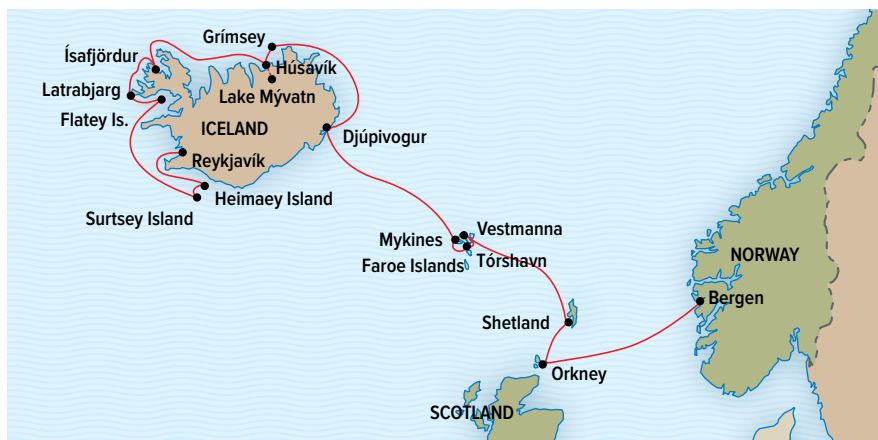 Grímsey
Ísafjördur
Húsavík
Latrabjarg
Lake Mývatn
Flatey Is.
ICELAND
Djúpivogur
Reykjavík
Heimaey Island
Surtsey Island
Vestmanna
Mykines
Tórshavn
Faroe Islands
NORWAY
Bergen
Shetland
Orkney
SCOTLAND